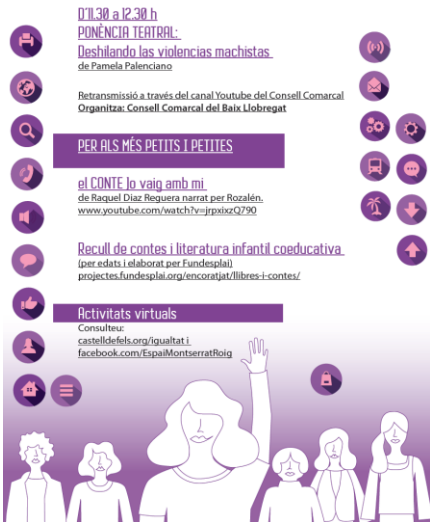 D'11.30 a 12.30 h
PONÈNCIA TEATRAL:
Deshilando las violencias machistas
de Pamela Palenciano
Retransmissió a través del canal Youtube del Consell Comarcal
Organitza: Consell Comarcal del Baix Llobregat
PER ALS MÉS PETITS I PETITES
el CONTE Jo vaig amb mi
de Raquel Diaz Reguera narrat per Rozalén.
www.youtube.com/watch?v=jrpxixzQ790
Recull de contes i literatura infantil coeducativa
(per edats i elaborat per Fundesplai)
projectes.fundesplai.org/encoratjat/llibres-i-contes/
Activitats virtuals
Consulteu:
castelldefels.org/igualtat i
facebook.com/EspaiMontserratRoig